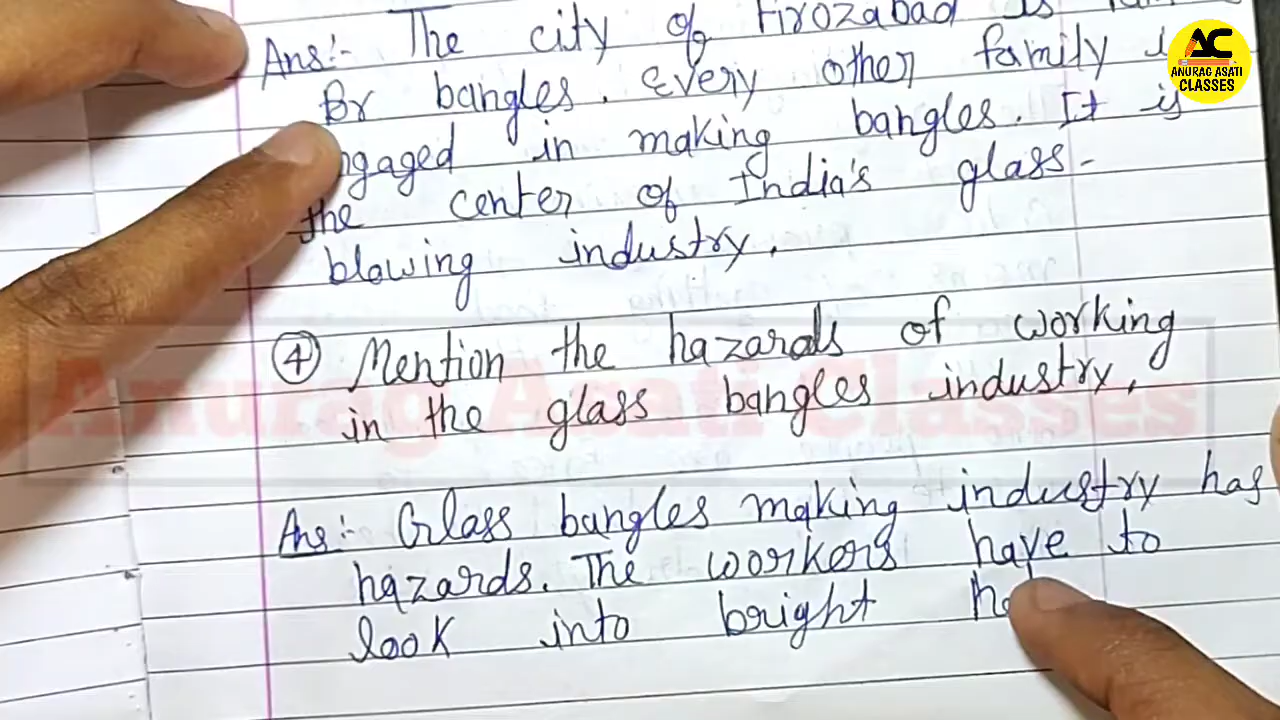 Ans:- The city of Firozabad is
for bangles. Every other family
ngaged in making bangles. It is
the center of India's glass-
blowing industry.
④ Mention the hazards of working
in the glass bangles industry.
Ans:- Glass bangles making industry has
hazards. The workers have to
look into bright
AC
ANURAG ASATI
CLASSES
Anurag Asati Classes